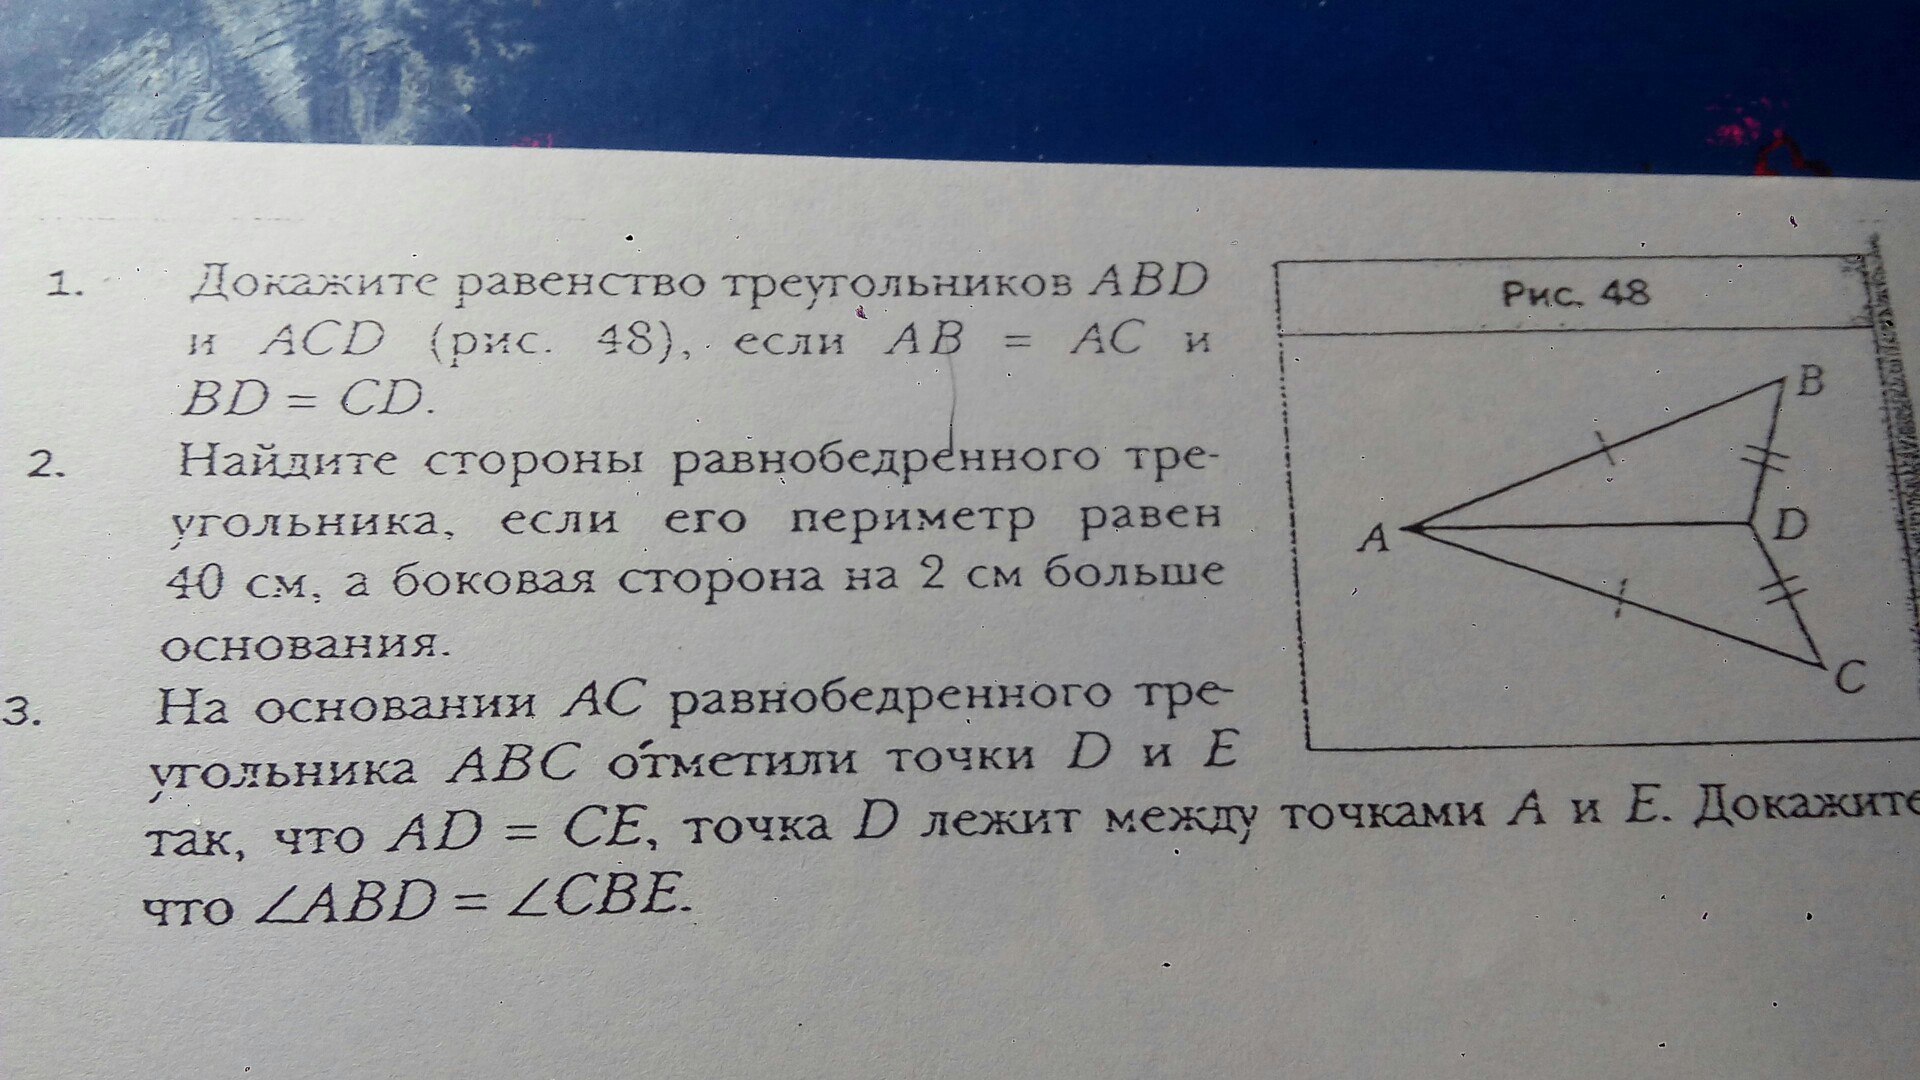 1. Докажите равенство треугольников ABD
и ACD (рис. 48), если AB = AC и
BD = CD.
2. Найдите стороны равнобедренного тре-
угольника, если его периметр равен
40 см, а боковая сторона на 2 см больше
основания.
3. На основании AC равнобедренного тре-
угольника ABC отметили точки D и E
так, что AD = CE, точка D лежит между точками A и E. Докажите
что ∠ABD = ∠CBE.
Рис. 48
B
A
D
C